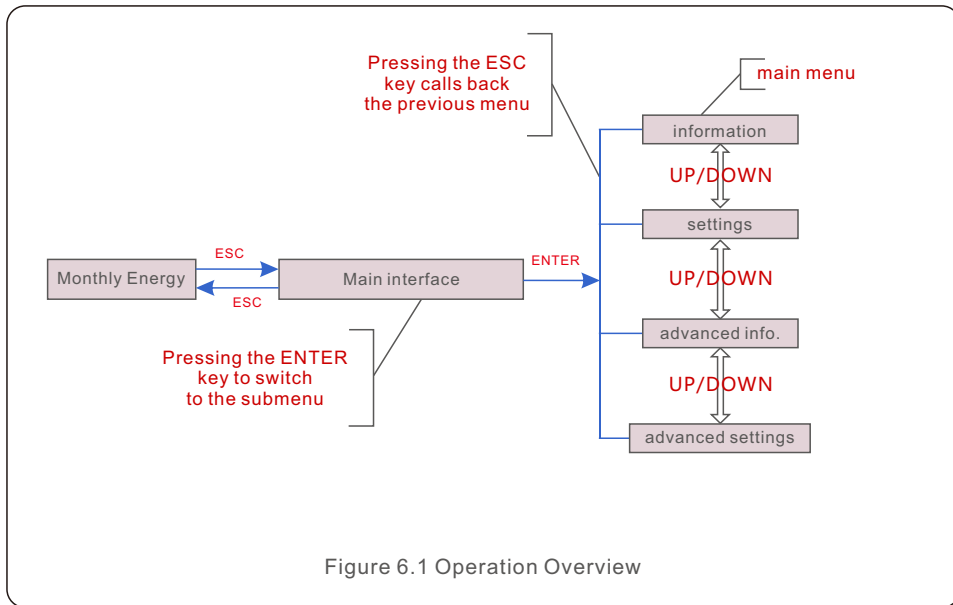 Pressing the ESC
key calls back
the previous menu
main menu
information
UP/DOWN
settings
ESC
ENTER
Monthly Energy
Main interface
UP/DOWN
ESC
advanced info.
Pressing the ENTER
key to switch
to the submenu
UP/DOWN
advanced settings
Figure 6.1 Operation Overview